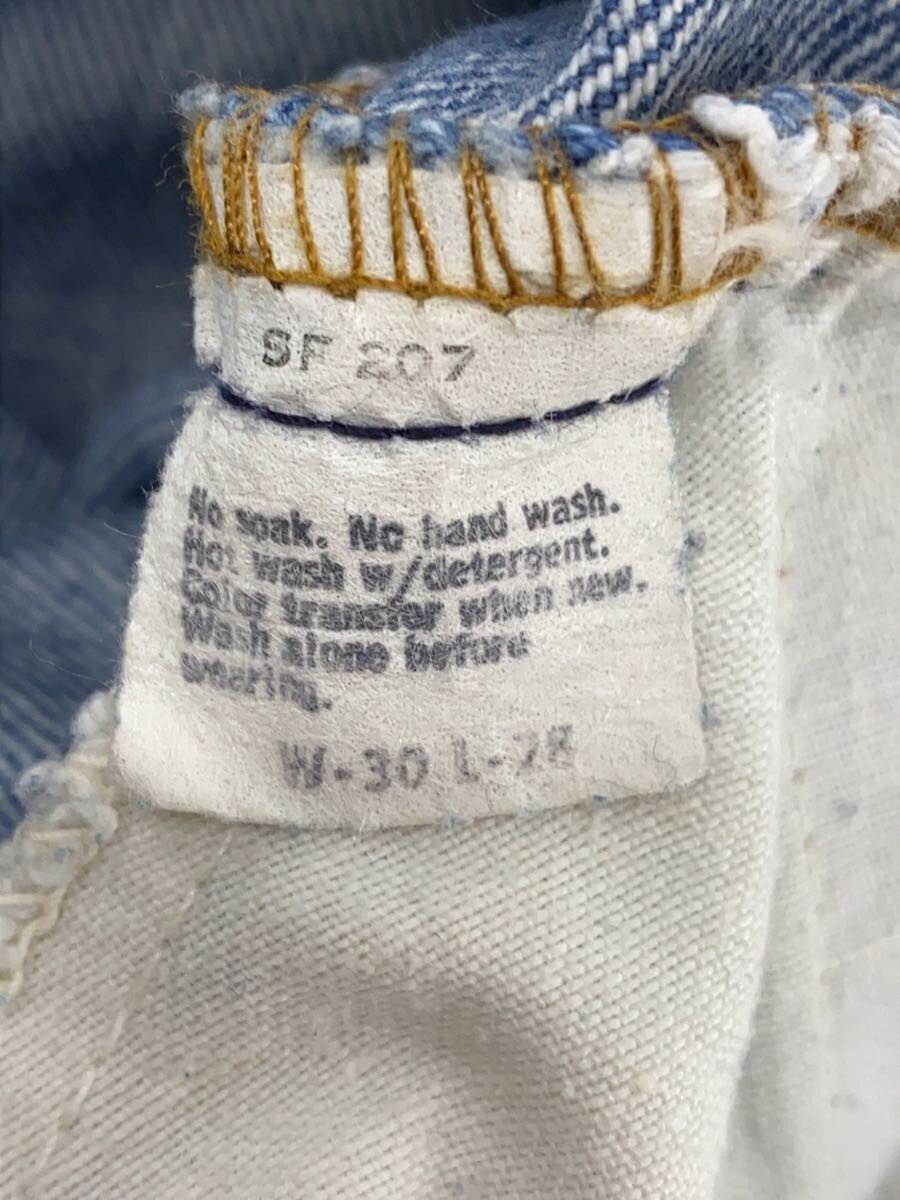 SF 207
No soak. No hand wash.
Hot wash w/detergent.
Color transfer when new.
Wash alone before
wearing.
W-30 L-28